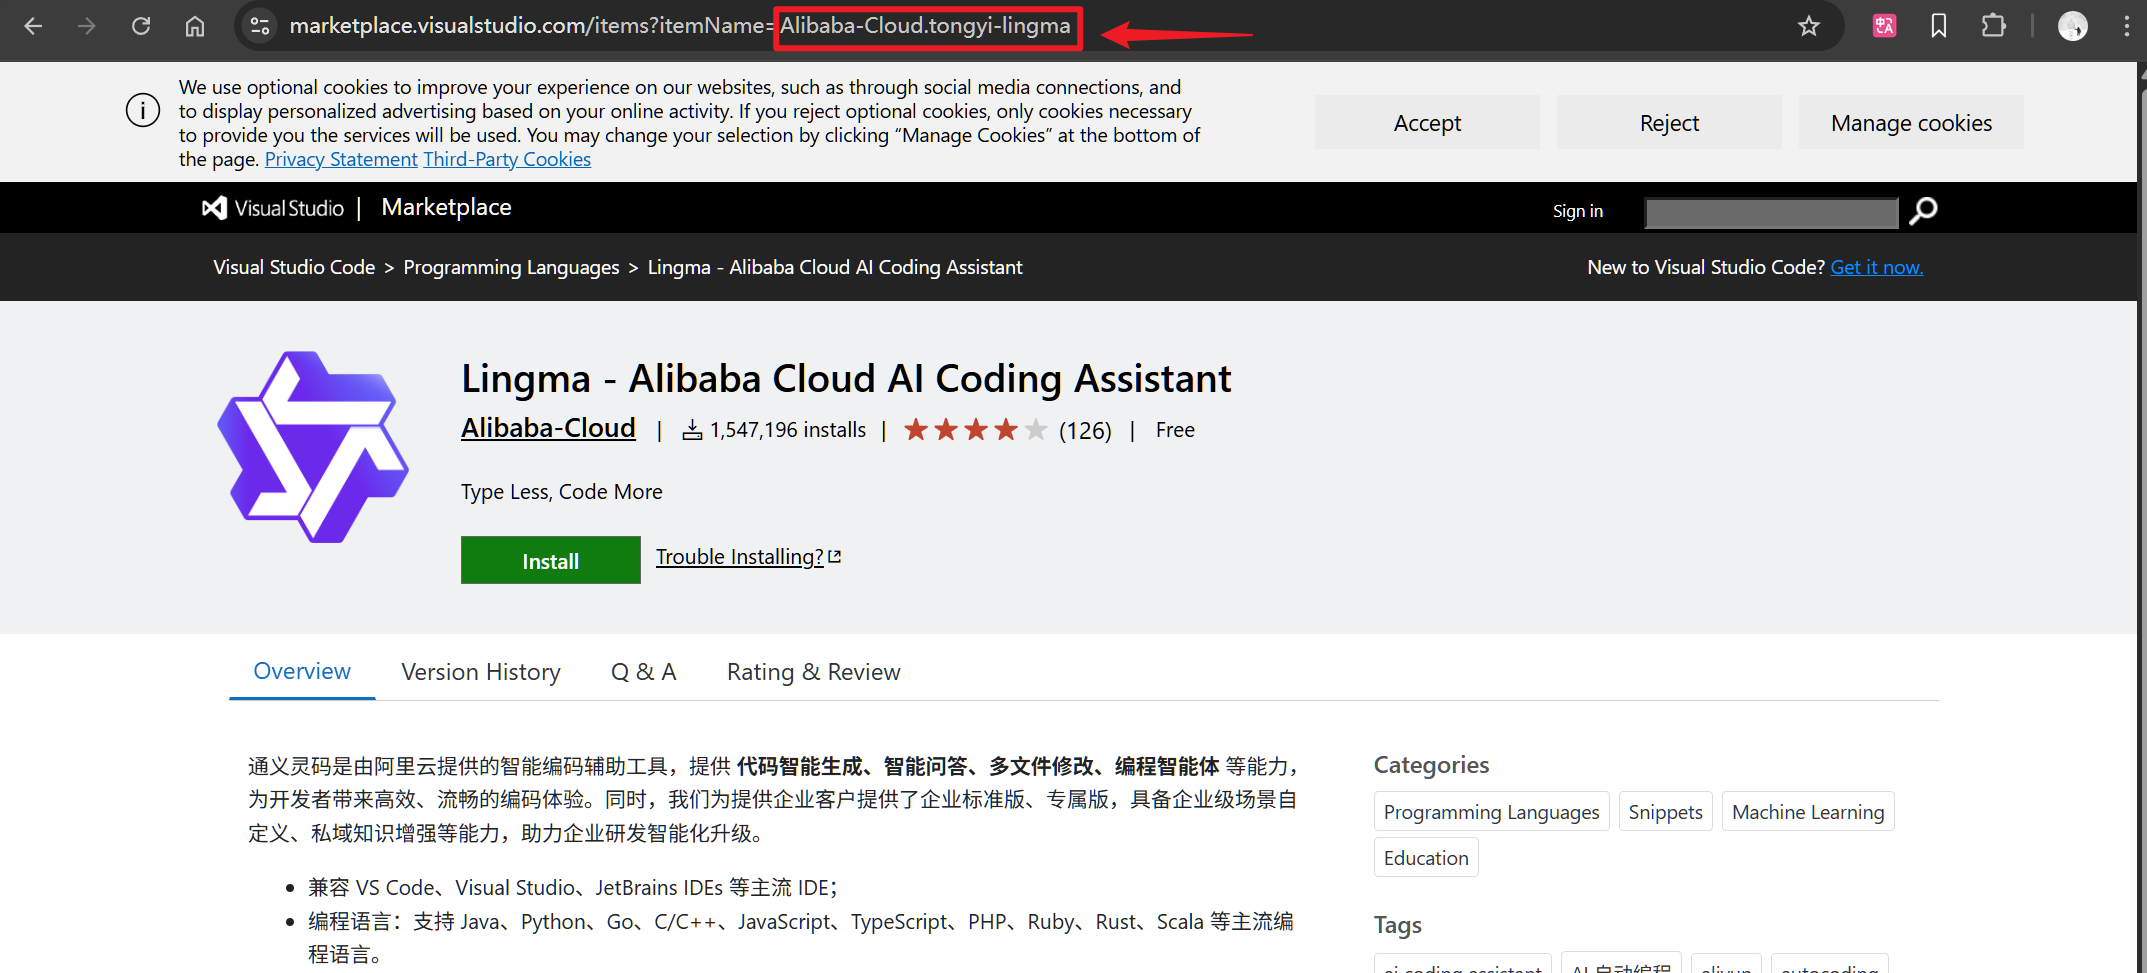 marketplace.visualstudio.com/items?itemName=Alibaba-Cloud.tongyi-lingma
We use optional cookies to improve your experience on our websites, such as through social media connections, and
to display personalized advertising based on your online activity. If you reject optional cookies, only cookies necessary
to provide you the services will be used. You may change your selection by clicking “Manage Cookies” at the bottom of
the page. Privacy Statement Third-Party Cookies
Accept
Reject
Manage cookies
Visual Studio | Marketplace
Sign in
Visual Studio Code > Programming Languages > Lingma - Alibaba Cloud AI Coding Assistant
New to Visual Studio Code? Get it now.
Lingma - Alibaba Cloud AI Coding Assistant
Alibaba-Cloud | 1,547,196 installs | (126) | Free
Type Less, Code More
Install
Trouble Installing?
Overview
Version History
Q & A
Rating & Review
通义灵码是由阿里云提供的智能编码辅助工具，提供 代码智能生成、智能问答、多文件修改、编程智能体 等能力，
为开发者带来高效、流畅的编码体验。同时，我们为提供企业客户提供了企业标准版、专属版，具备企业级场景自
定义、私域知识增强等能力，助力企业研发智能化升级。
兼容 VS Code、Visual Studio、JetBrains IDEs 等主流 IDE；
编程语言：支持 Java、Python、Go、C/C++、JavaScript、TypeScript、PHP、Ruby、Rust、Scala 等主流编
程语言。
Categories
Programming Languages
Snippets
Machine Learning
Education
Tags
ai coding assistant
AI 自动编程
aliyun
autocoding